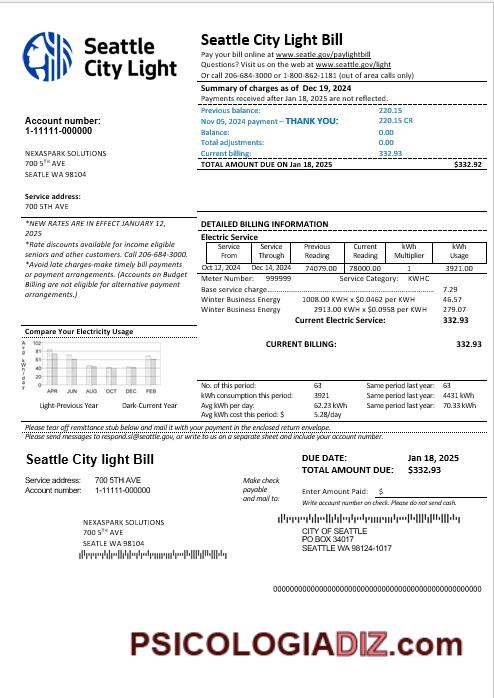 Seattle
City Light
Seattle City Light Bill
Pay your bill online at www.seattle.gov/paylightbill
Questions? Visit us on the web at www.seattle.gov/light
Or call 206-684-3000 or 1-800-862-1181 (out of area calls only)
Summary of charges as of Dec 19, 2024
Payments received after Jan 18, 2025 are not reflected.
Previous balance: 220.15
Nov 05, 2024 payment – THANK YOU: 220.15 CR
Balance: 0.00
Total adjustments: 0.00
Current billing: 332.93
TOTAL AMOUNT DUE ON Jan 18, 2025 $332.92
Account number:
1-11111-000000
NEXASPARK SOLUTIONS
700 5TH AVE
SEATLE WA 98104
Service address:
700 5TH AVE
*NEW RATES ARE IN EFFECT JANUARY 12,
2025
*Rate discounts available for income eligible
seniors and other customers. Call 206-684-3000.
*Avoid late charges-make timely bill payments
or payment arrangements. (Accounts on Budget
Billing are not eligible for alternative payment
arrangements.)
DETAILED BILLING INFORMATION
Electric Service
Service From Service Through Previous Reading Current Reading kWh Multiplier kWh Usage
Oct 12, 2024 Dec 14, 2024 74079.00 78000.00 1 3921.00
Meter Number: 999999 Service Category: KWHC
Base service charge 7.29
Winter Business Energy 1008.00 KWH x $0.0462 per KWH 46.57
Winter Business Energy 2913.00 KWH x $0.0958 per KWH 279.07
Current Electric Service: 332.93
CURRENT BILLING: 332.93
Compare Your Electricity Usage
Avg kWh/day
102
81
61
40
20
0
APR JUN AUG OCT DEC FEB
Light-Previous Year Dark-Current Year
No. of this period: 63 Same period last year: 63
kWh consumption this period: 3921 Same period last year: 4431 kWh
Avg kWh per day: 62.23 kWh Same period last year: 70.33 kWh
Avg kWh cost this period: $ 5.28/day
Please tear off remittance stub below and mail it with your payment in the enclosed return envelope.
Please send messages to respond.sl@seattle.gov, or write to us on a separate sheet and include your account number.
Seattle City light Bill
Service address: 700 5TH AVE
Account number: 1-11111-000000
Make check
payable
and mail to:
DUE DATE: Jan 18, 2025
TOTAL AMOUNT DUE: $332.93
Enter Amount Paid: $
Write account number on check. Please do not send cash.
NEXASPARK SOLUTIONS
700 5TH AVE
SEATLE WA 98104
CITY OF SEATTLE
PO BOX 34017
SEATTLE WA 98124-1017
PSICOLOGIADIZ.com